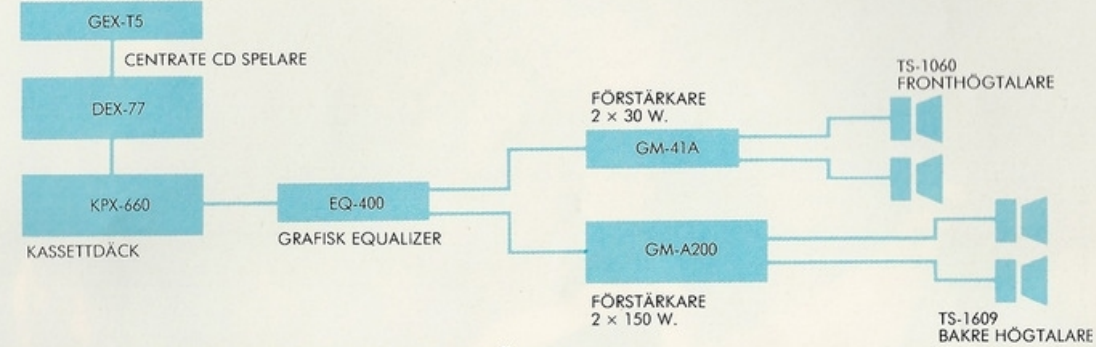 GEX-T5
CENTRATE CD SPELARE
DEX-77
KPX-660
KASSETTDÄCK
EQ-400
GRAFISK EQUALIZER
FÖRSTÄRKARE
2 × 30 W.
GM-41A
TS-1060
FRONTHÖGTALARE
GM-A200
FÖRSTÄRKARE
2 × 150 W.
TS-1609
BAKRE HÖGTALARE